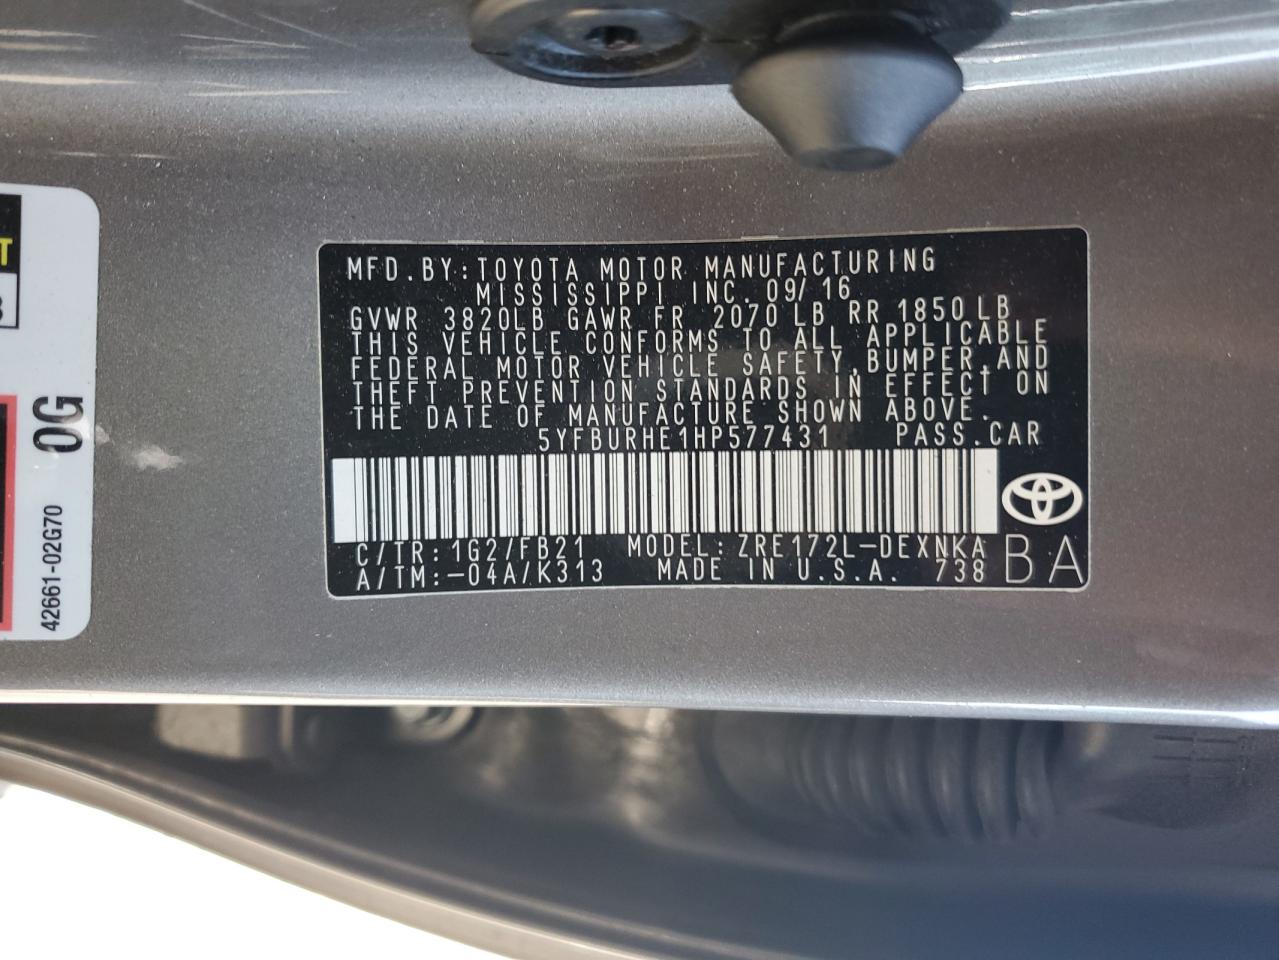 MFD.BY:TOYOTA MOTOR MANUFACTURING
MISSISSIPPI INC. 09/16
GVWR 3820LB GAWR FR 2070 LB RR 1850 LB
THIS VEHICLE CONFORMS TO ALL APPLICABLE
FEDERAL MOTOR VEHICLE SAFETY,BUMPER,AND
THEFT PREVENTION STANDARDS IN EFFECT ON
THE DATE OF MANUFACTURE SHOWN ABOVE.
5YFBURHE1HP577431 PASS.CAR
C/TR:1G2/FB21 MODEL:ZRE172L-DEXNKA
A/TM:-04A/K313 MADE IN U.S.A. 738 BA
0G
42661-02G70